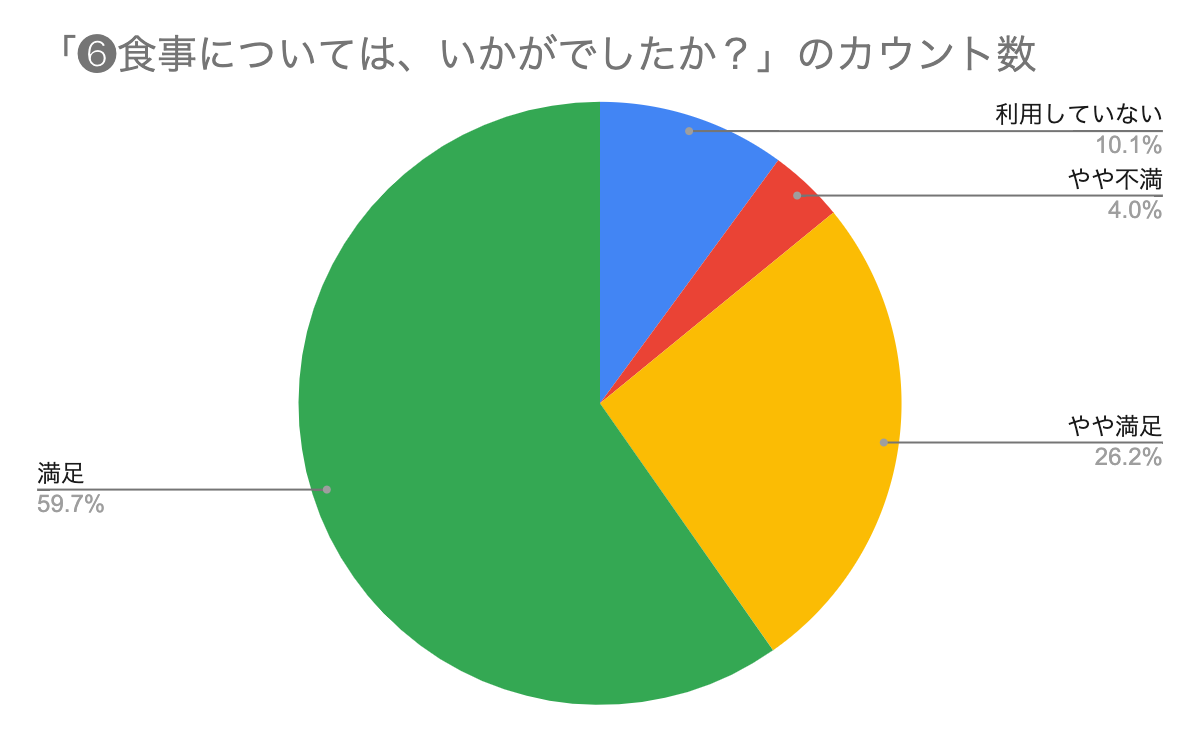 「❻食事については、いかがでしたか？」のカウント数
利用していない
10.1%
やや不満
4.0%
やや満足
26.2%
満足
59.7%